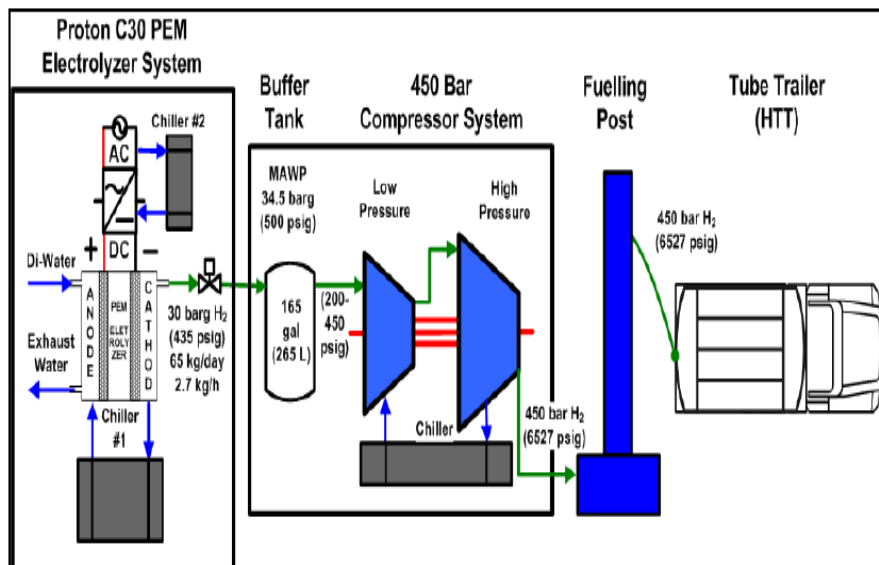 Proton C30 PEM
Electrolyzer System
Buffer
Tank
450 Bar
Compressor System
Fuelling
Post
Tube Trailer
(HTT)
Chiller #2
AC
DC
+
−
Di-Water
Exhaust
Water
ANODE
PEM
ELET
ROLY
ZER
CATHOD
30 barg H₂
(435 psig)
65 kg/day
2.7 kg/h
Chiller
#1
MAWP
34.5 barg
(500 psig)
165
gal
(265 L)
(200-
450
psig)
Low
Pressure
High
Pressure
Chiller
450 bar H₂
(6527 psig)
450 bar H₂
(6527 psig)